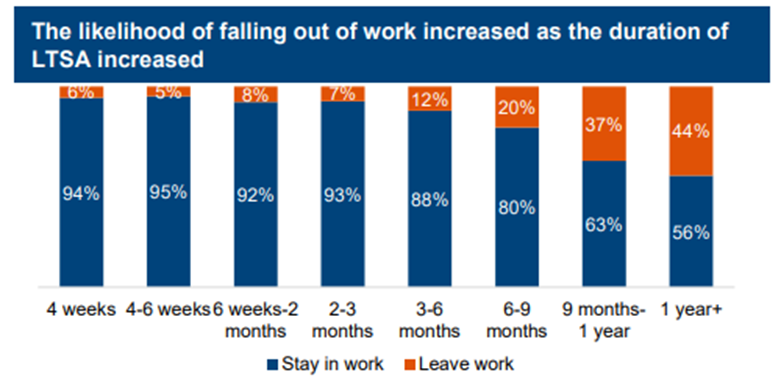 The likelihood of falling out of work increased as the duration of
LTSA increased
6% 5% 8% 7% 12% 20% 37% 44%
94% 95% 92% 93% 88% 80% 63% 56%
4 weeks 4-6 weeks 6 weeks-2 2-3 3-6 6-9 9 months- 1 year+
months months months months 1 year
Stay in work Leave work